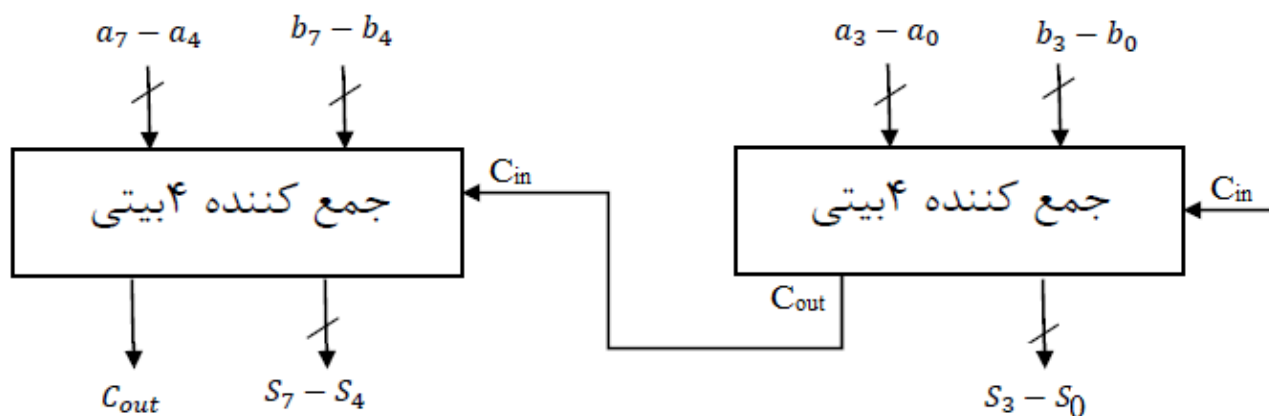 a₇ − a₄ b₇ − b₄ a₃ − a₀ b₃ − b₀
Cᵢₙ Cᵢₙ
جمع کننده ۴بیتی جمع کننده ۴بیتی
Cₒᵤₜ
Cₒᵤₜ S₇ − S₄ S₃ − S₀